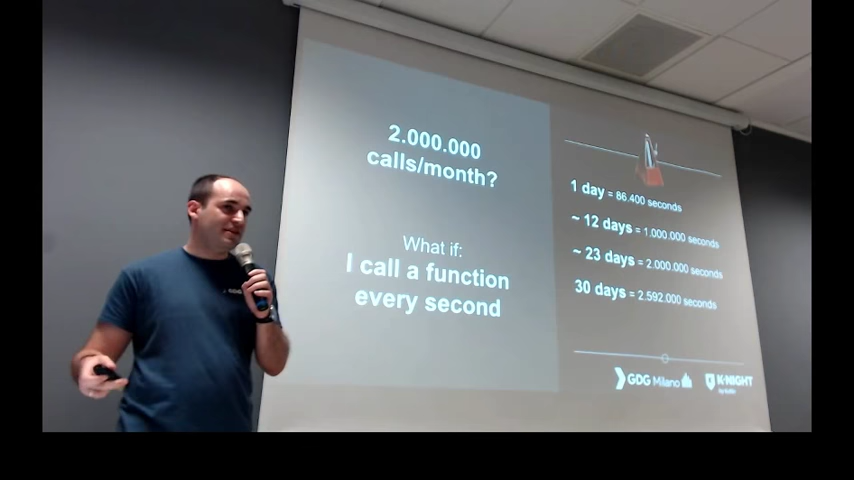 2.000.000
calls/month?
What if:
I call a function
every second
1 day = 86.400 seconds
~ 12 days = 1.000.000 seconds
~ 23 days = 2.000.000 seconds
30 days = 2.592.000 seconds
GDG Milano
K-NIGHT